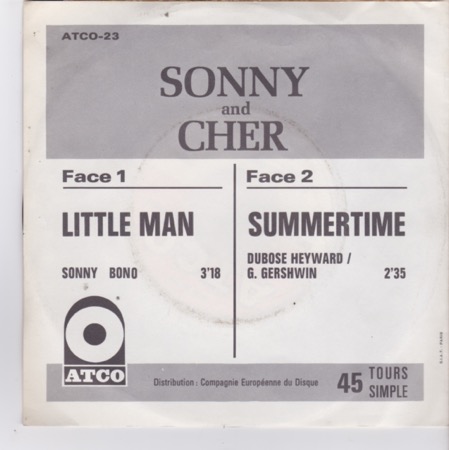 ATCO-23
SONNY
and
CHER
Face 1
LITTLE MAN
SONNY BONO 3'18
Face 2
SUMMERTIME
DUBOSE HEYWARD /
G. GERSHWIN 2'35
ATCO
Distribution : Compagnie Européenne du Disque
45 TOURS
SIMPLE